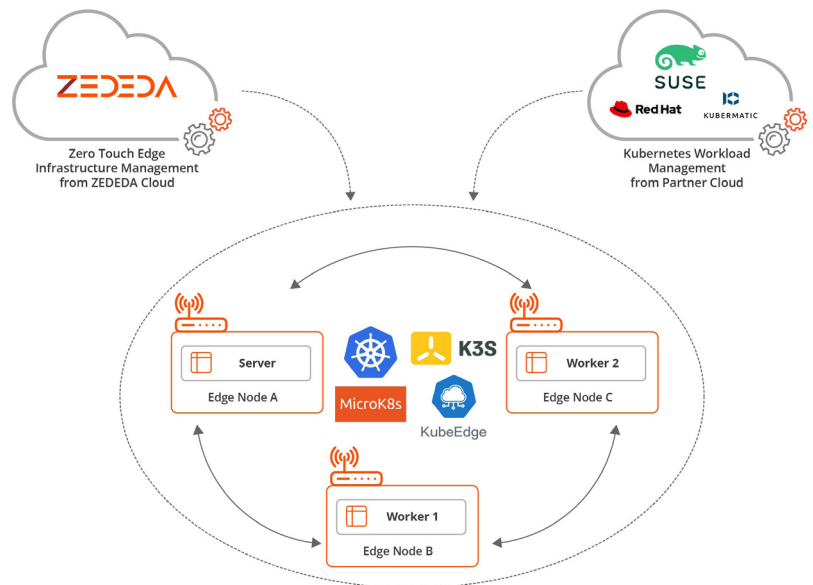 ZEDEDA
Zero Touch Edge
Infrastructure Management
from ZEDEDA Cloud
SUSE
Red Hat
KUBERMATIC
Kubernetes Workload
Management
from Partner Cloud
Server
Edge Node A
K3S
MicroK8s
KubeEdge
Worker 2
Edge Node C
Worker 1
Edge Node B